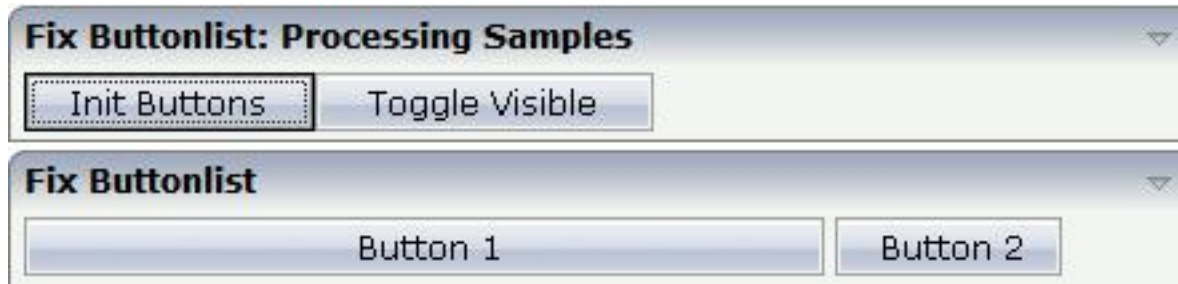 Fix Buttonlist: Processing Samples
Init Buttons Toggle Visible
Fix Buttonlist
Button 1 Button 2